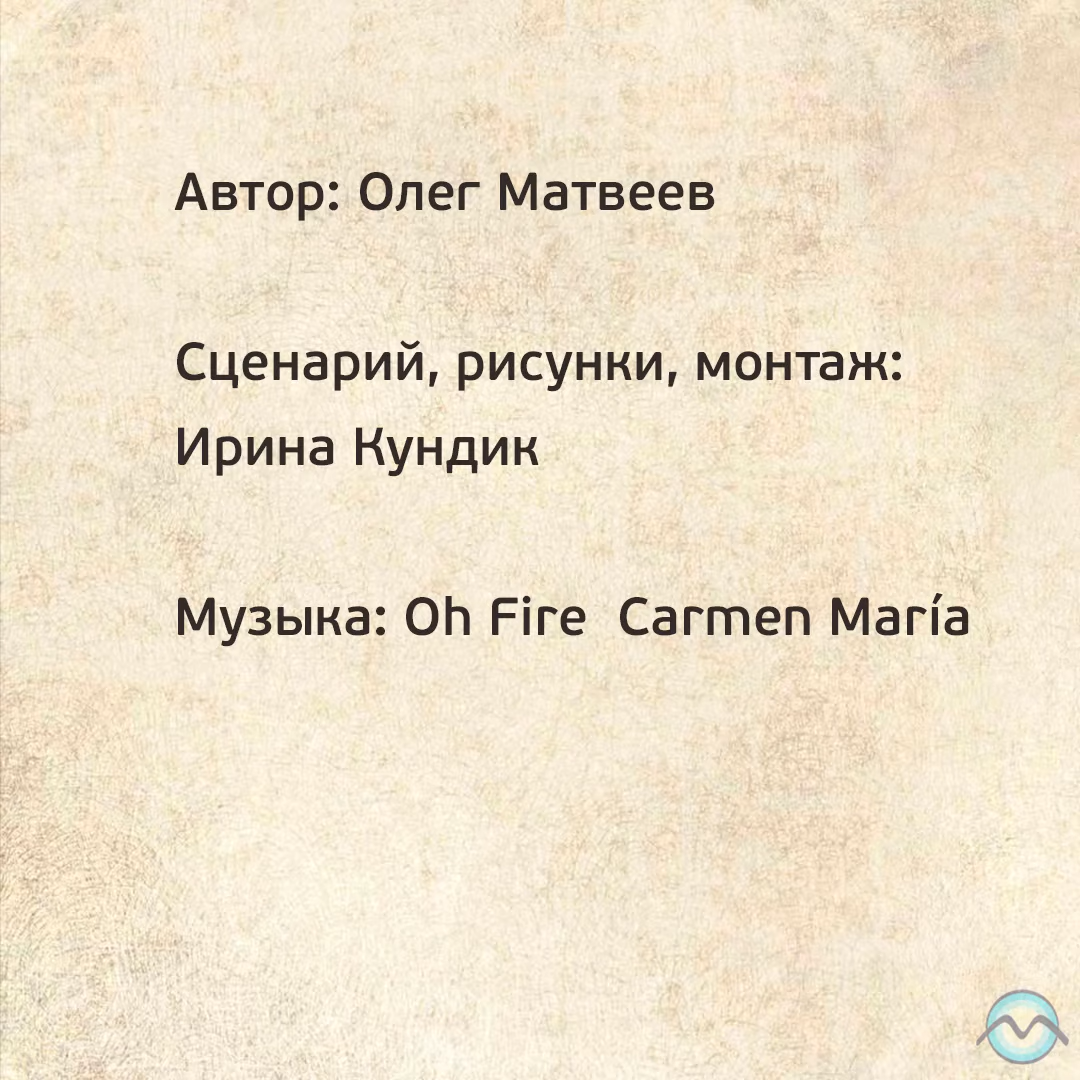 Автор: Олег Матвеев
Сценарий, рисунки, монтаж:
Ирина Кундик
Музыка: Oh Fire  Carmen María